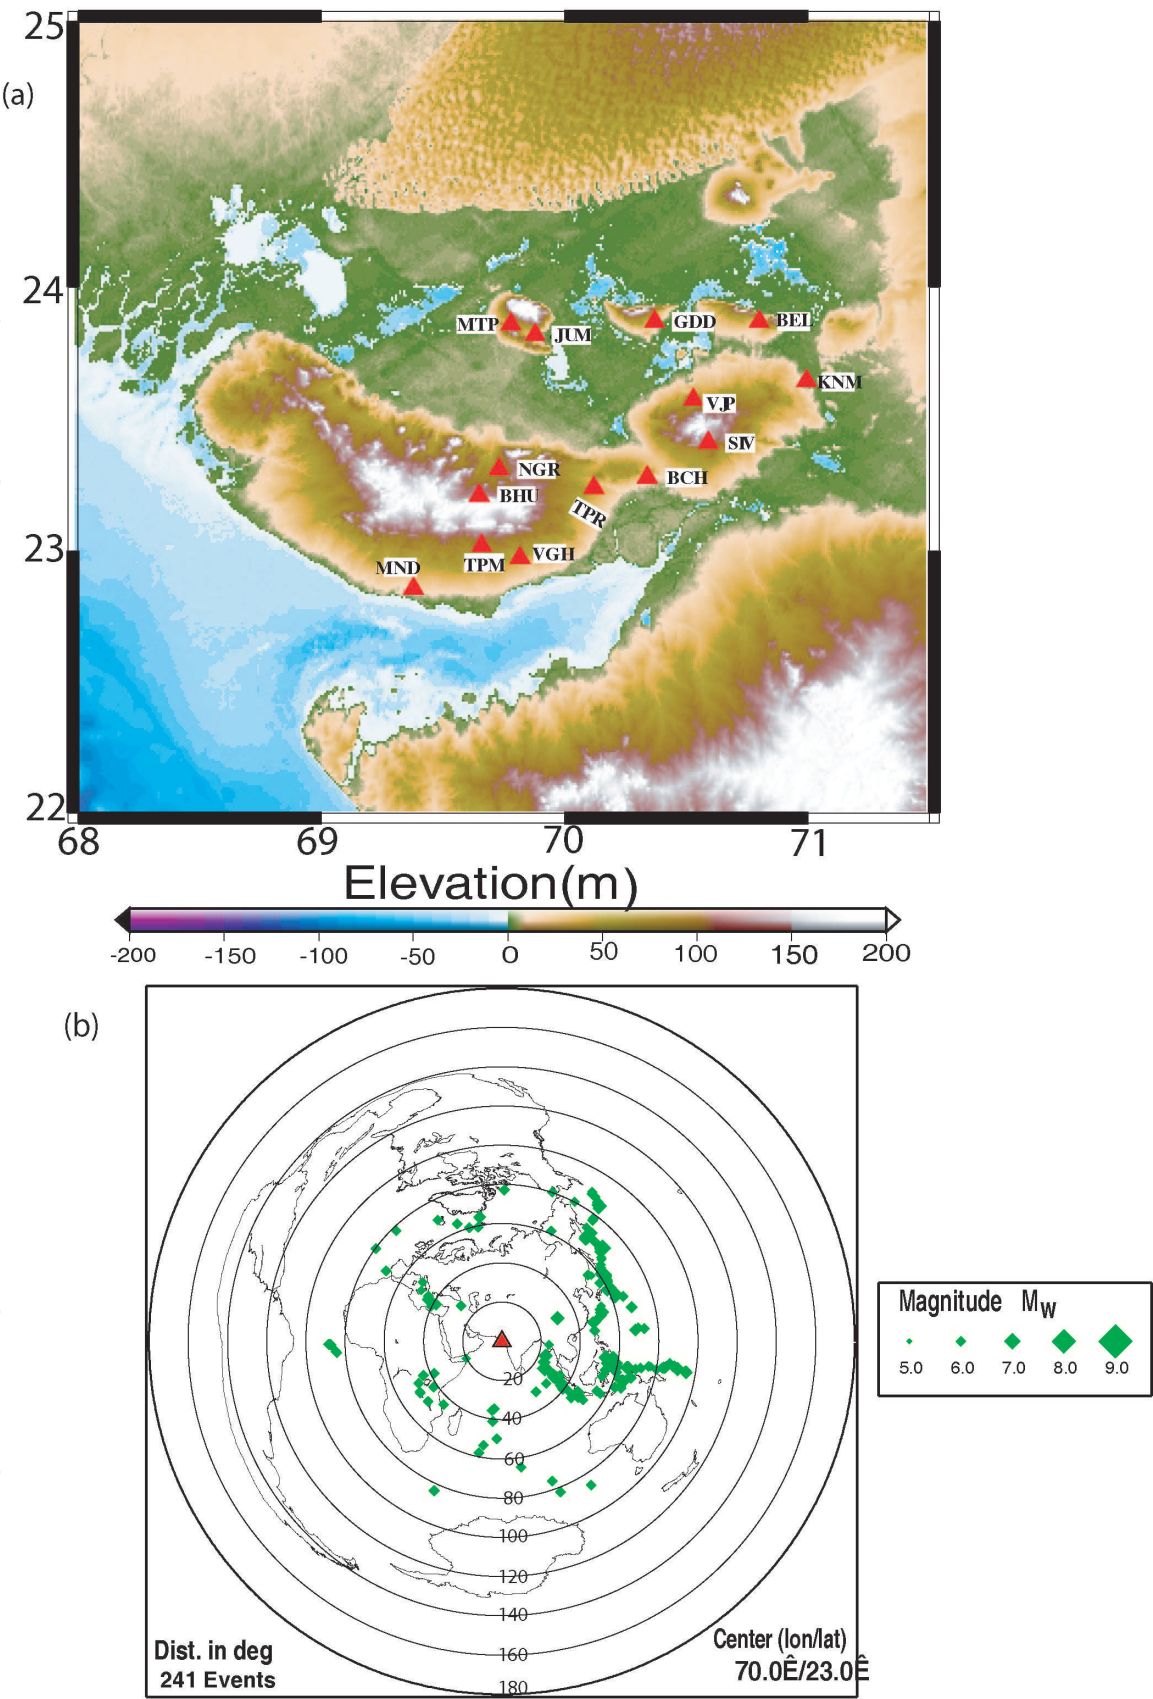 25
(a)
24
MTP
JUM
GDD
BEL
KNM
VJP
SIV
NGR
BCH
BHU
TPR
23
MND
TPM
VGH
22
68
69
70
71
Elevation(m)
-200 -150 -100 -50 0 50 100 150 200
(b)
Magnitude Mw
5.0 6.0 7.0 8.0 9.0
20
40
60
80
100
120
140
160
180
Dist. in deg
241 Events
Center (lon/lat)
70.0Ê/23.0Ê